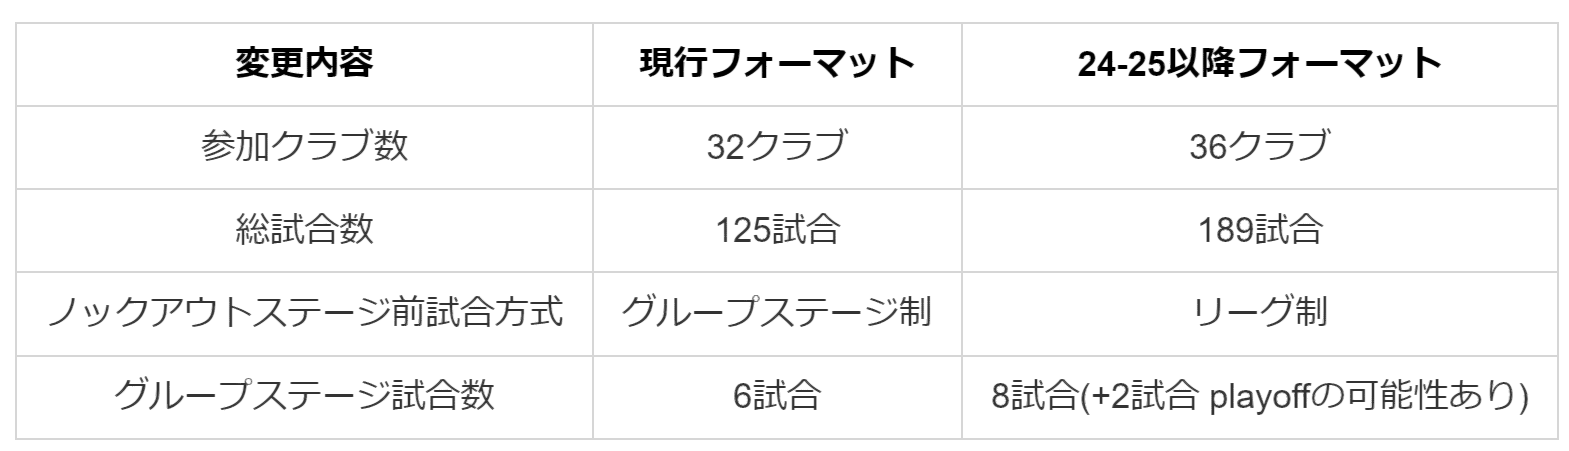 変更内容 現行フォーマット 24-25以降フォーマット
参加クラブ数 32クラブ 36クラブ
総試合数 125試合 189試合
ノックアウトステージ前試合方式 グループステージ制 リーグ制
グループステージ試合数 6試合 8試合(+2試合 playoffの可能性あり)